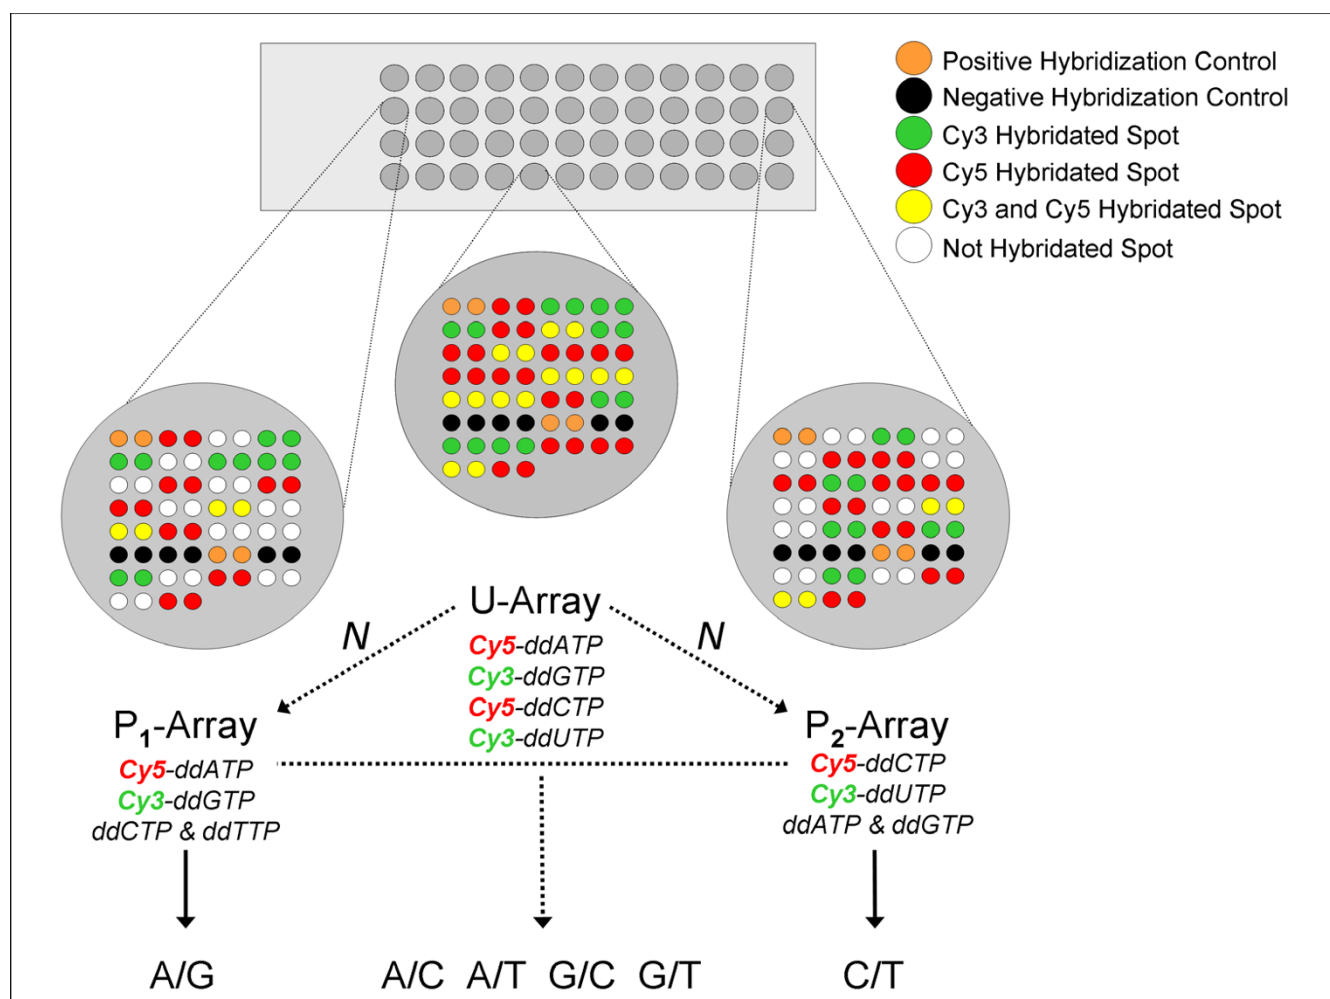 Positive Hybridization Control
Negative Hybridization Control
Cy3 Hybridated Spot
Cy5 Hybridated Spot
Cy3 and Cy5 Hybridated Spot
Not Hybridated Spot
U-Array
N
N
Cy5-ddATP
Cy3-ddGTP
Cy5-ddCTP
Cy3-ddUTP
P1-Array
Cy5-ddATP
Cy3-ddGTP
ddCTP & ddTTP
P2-Array
Cy5-ddCTP
Cy3-ddUTP
ddATP & ddGTP
A/G
A/C A/T G/C G/T
C/T